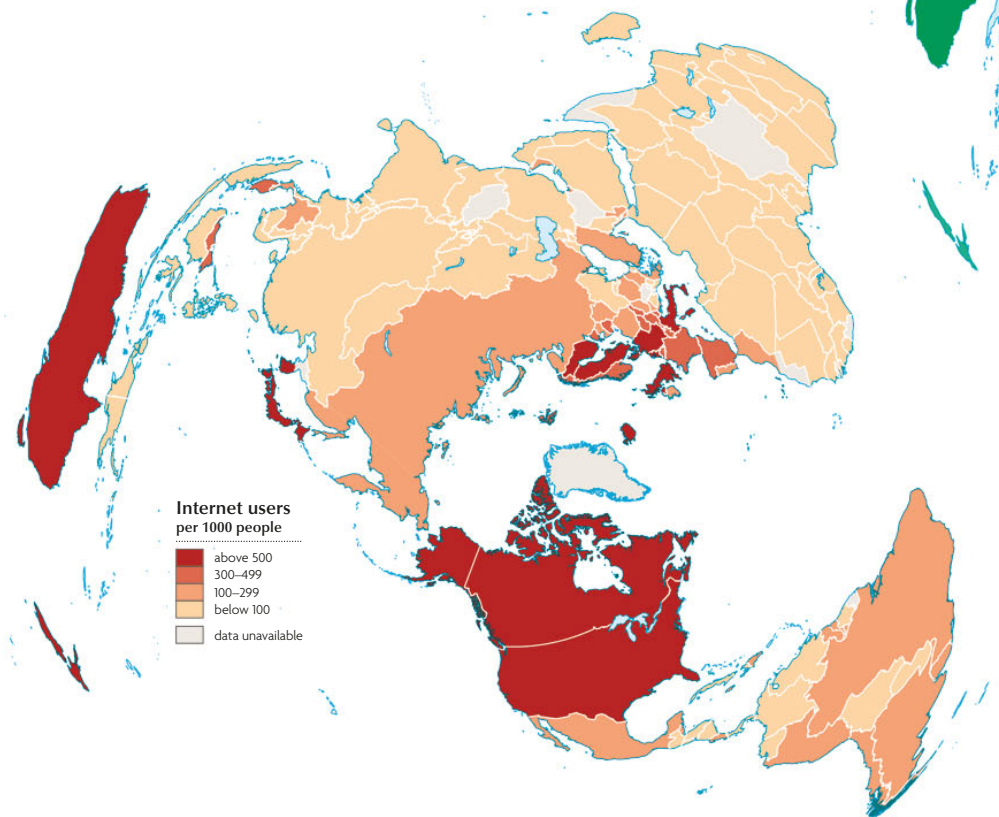 Internet users
per 1000 people
above 500
300–499
100–299
below 100
data unavailable